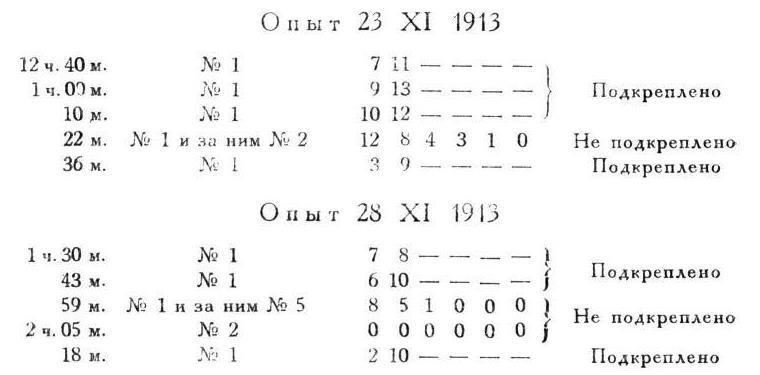 Опыт 23 XI 1913
12 ч. 40 м. № 1 7 11 — — — —
1 ч. 00 м. № 1 9 13 — — — — Подкреплено
10 м. № 1 10 12 — — — —
22 м. № 1 и за ним № 2 12 8 4 3 1 0 Не подкреплено
36 м. № 1 3 9 — — — — Подкреплено
Опыт 28 XI 1913
1 ч. 30 м. № 1 7 8 — — — —
Подкреплено
43 м. № 1 6 10 — — — —
59 м. № 1 и за ним № 5 8 5 1 0 0 0
Не подкреплено
2 ч. 05 м. № 2 0 0 0 0 0 0
18 м. № 1 2 10 — — — — Подкреплено